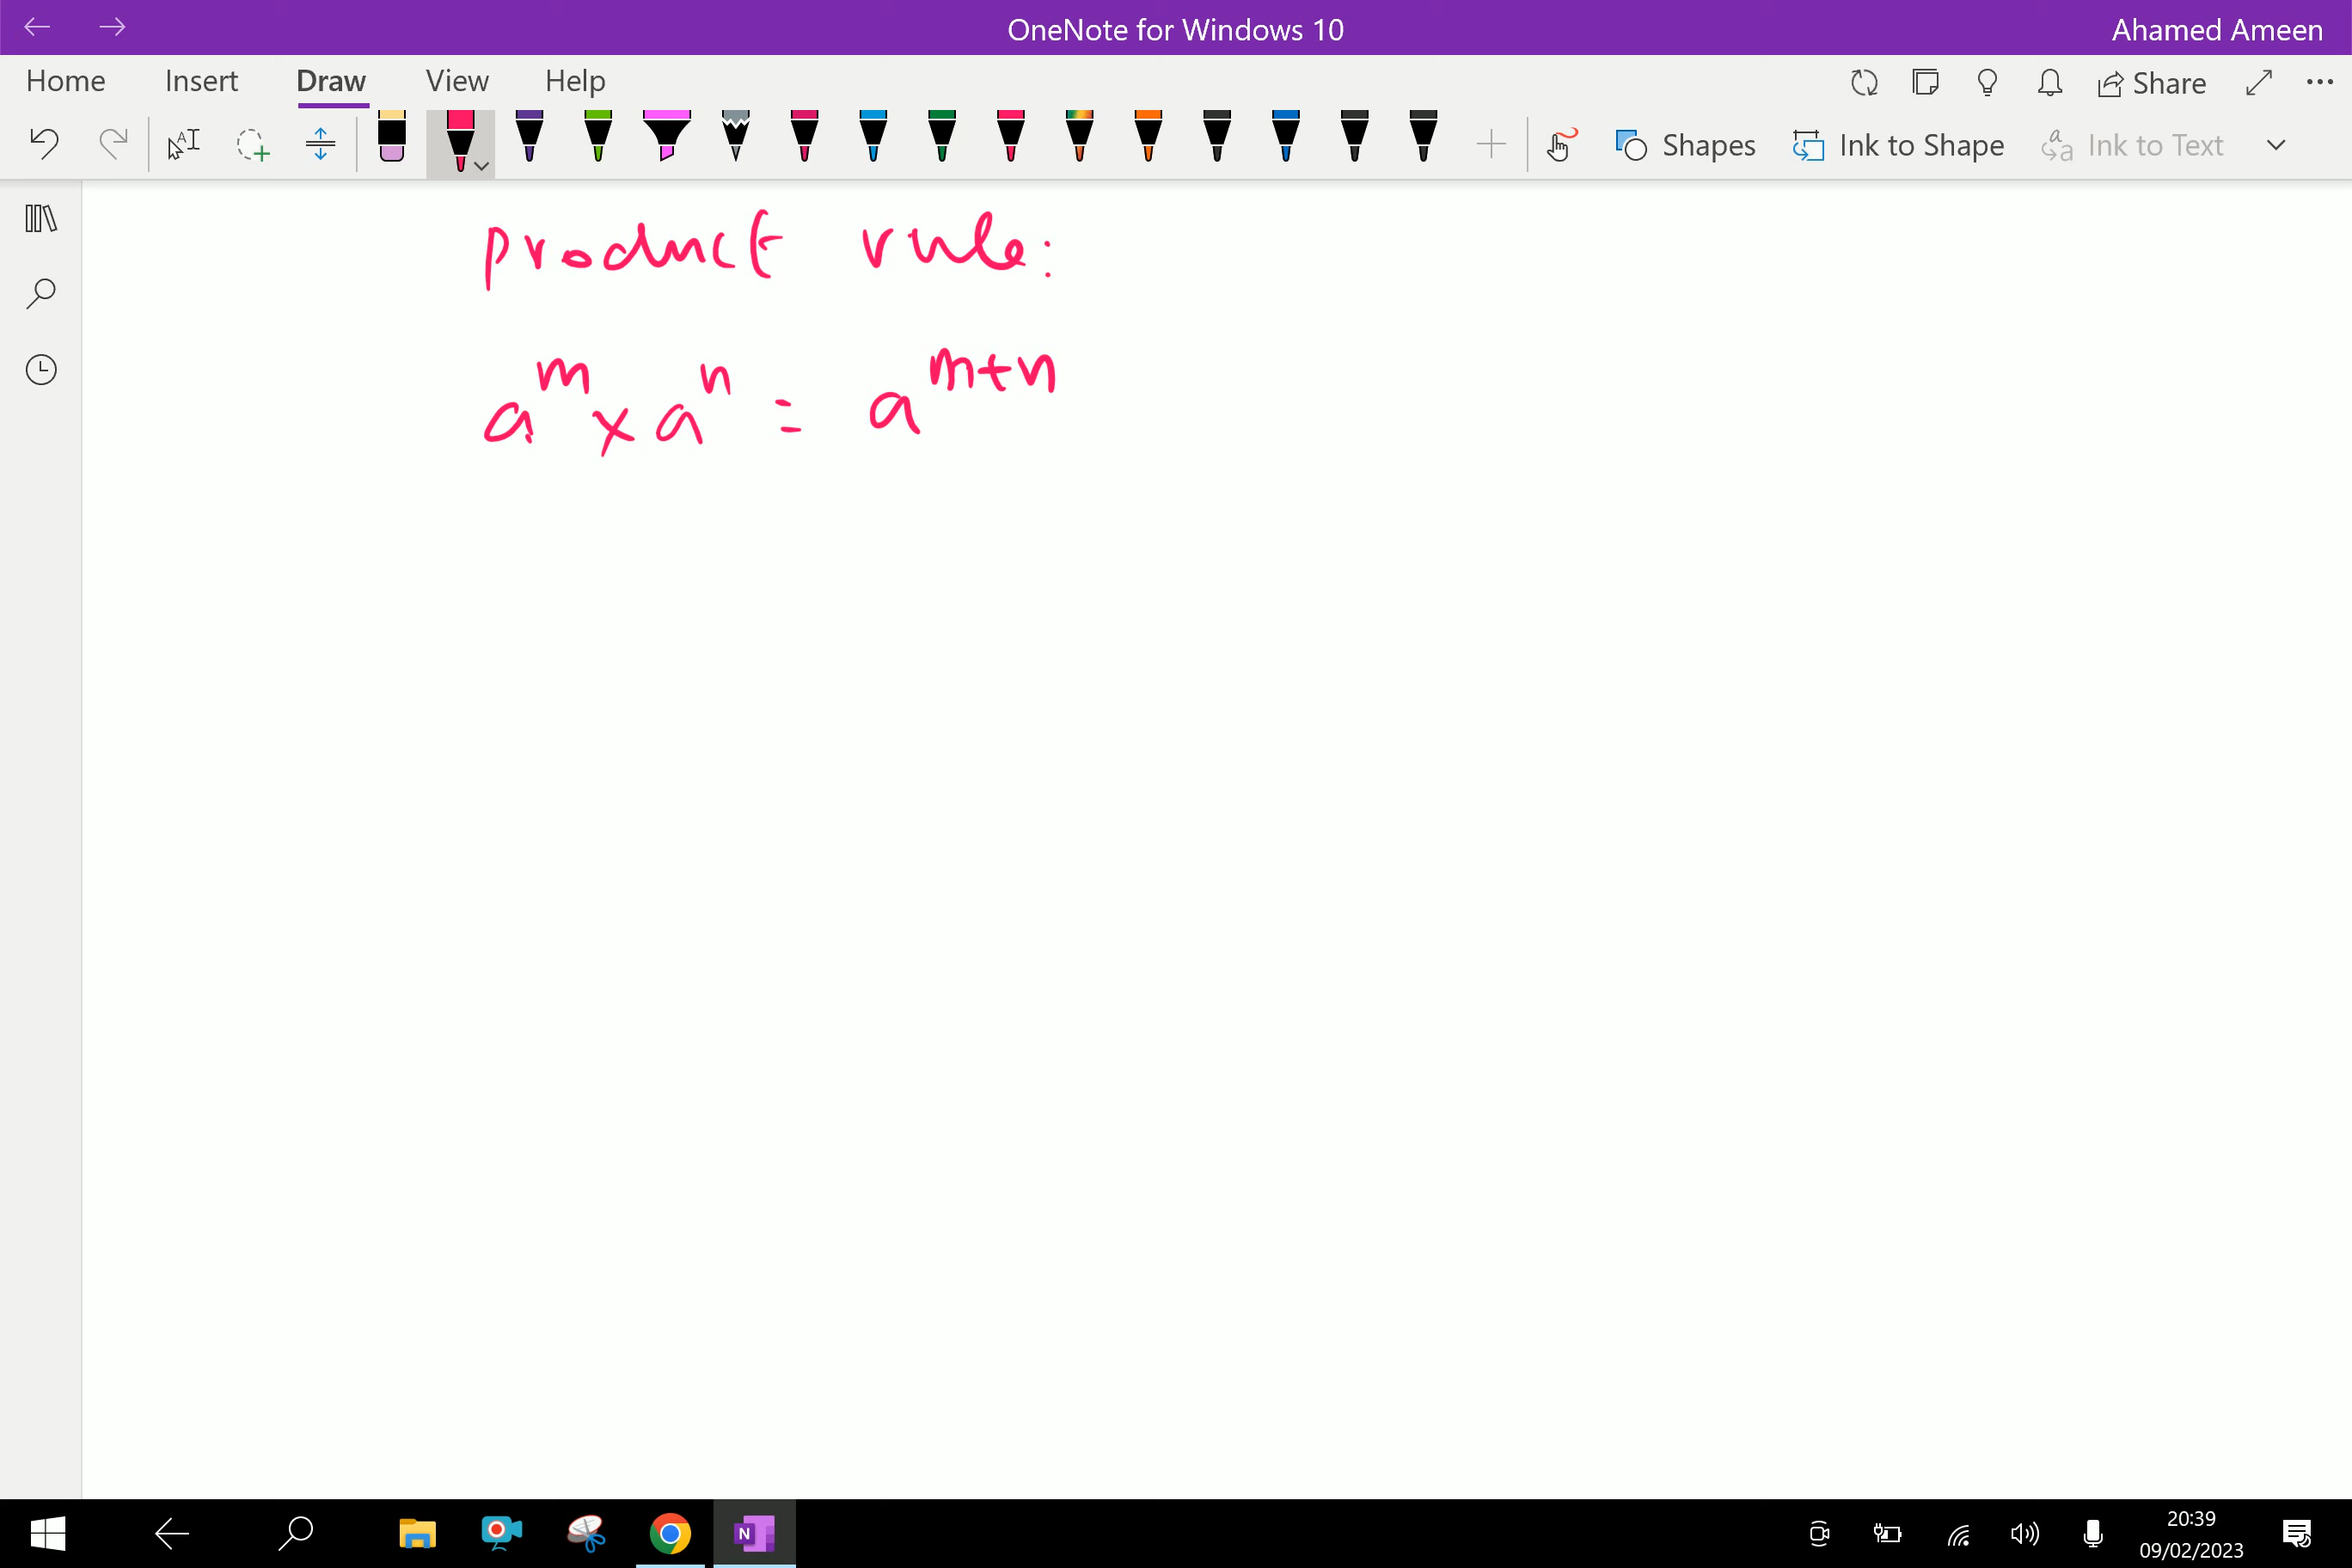 OneNote for Windows 10 Ahamed Ameen
Home Insert Draw View Help Share
Shapes Ink to Shape Ink to Text
product rule:
a^m × a^n = a^{m+n}
20:39
09/02/2023